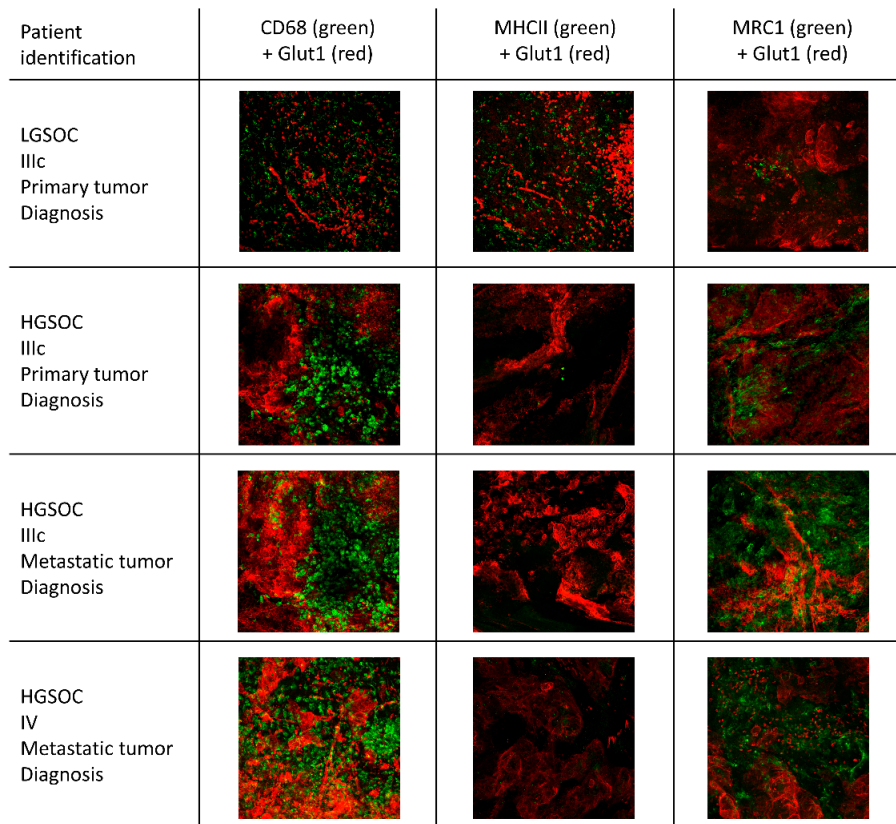 Patient
identification
CD68 (green)
+ Glut1 (red)
MHCII (green)
+ Glut1 (red)
MRC1 (green)
+ Glut1 (red)
LGSOC
IIIc
Primary tumor
Diagnosis
HGSOC
IIIc
Primary tumor
Diagnosis
HGSOC
IIIc
Metastatic tumor
Diagnosis
HGSOC
IV
Metastatic tumor
Diagnosis